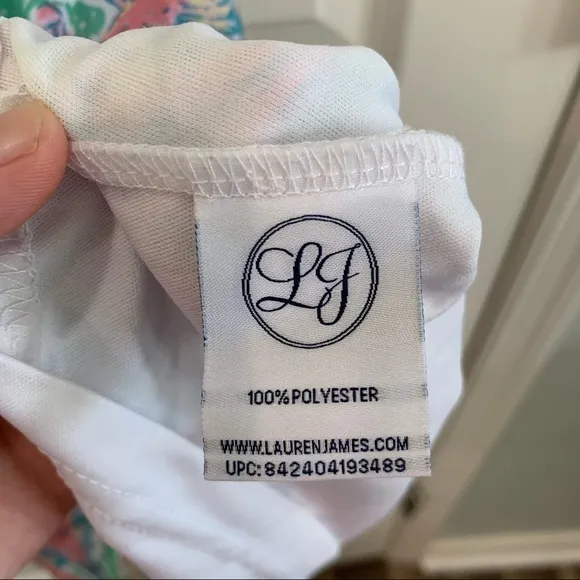 LJ
100% POLYESTER
WWW.LAURENJAMES.COM
UPC: 842404193489